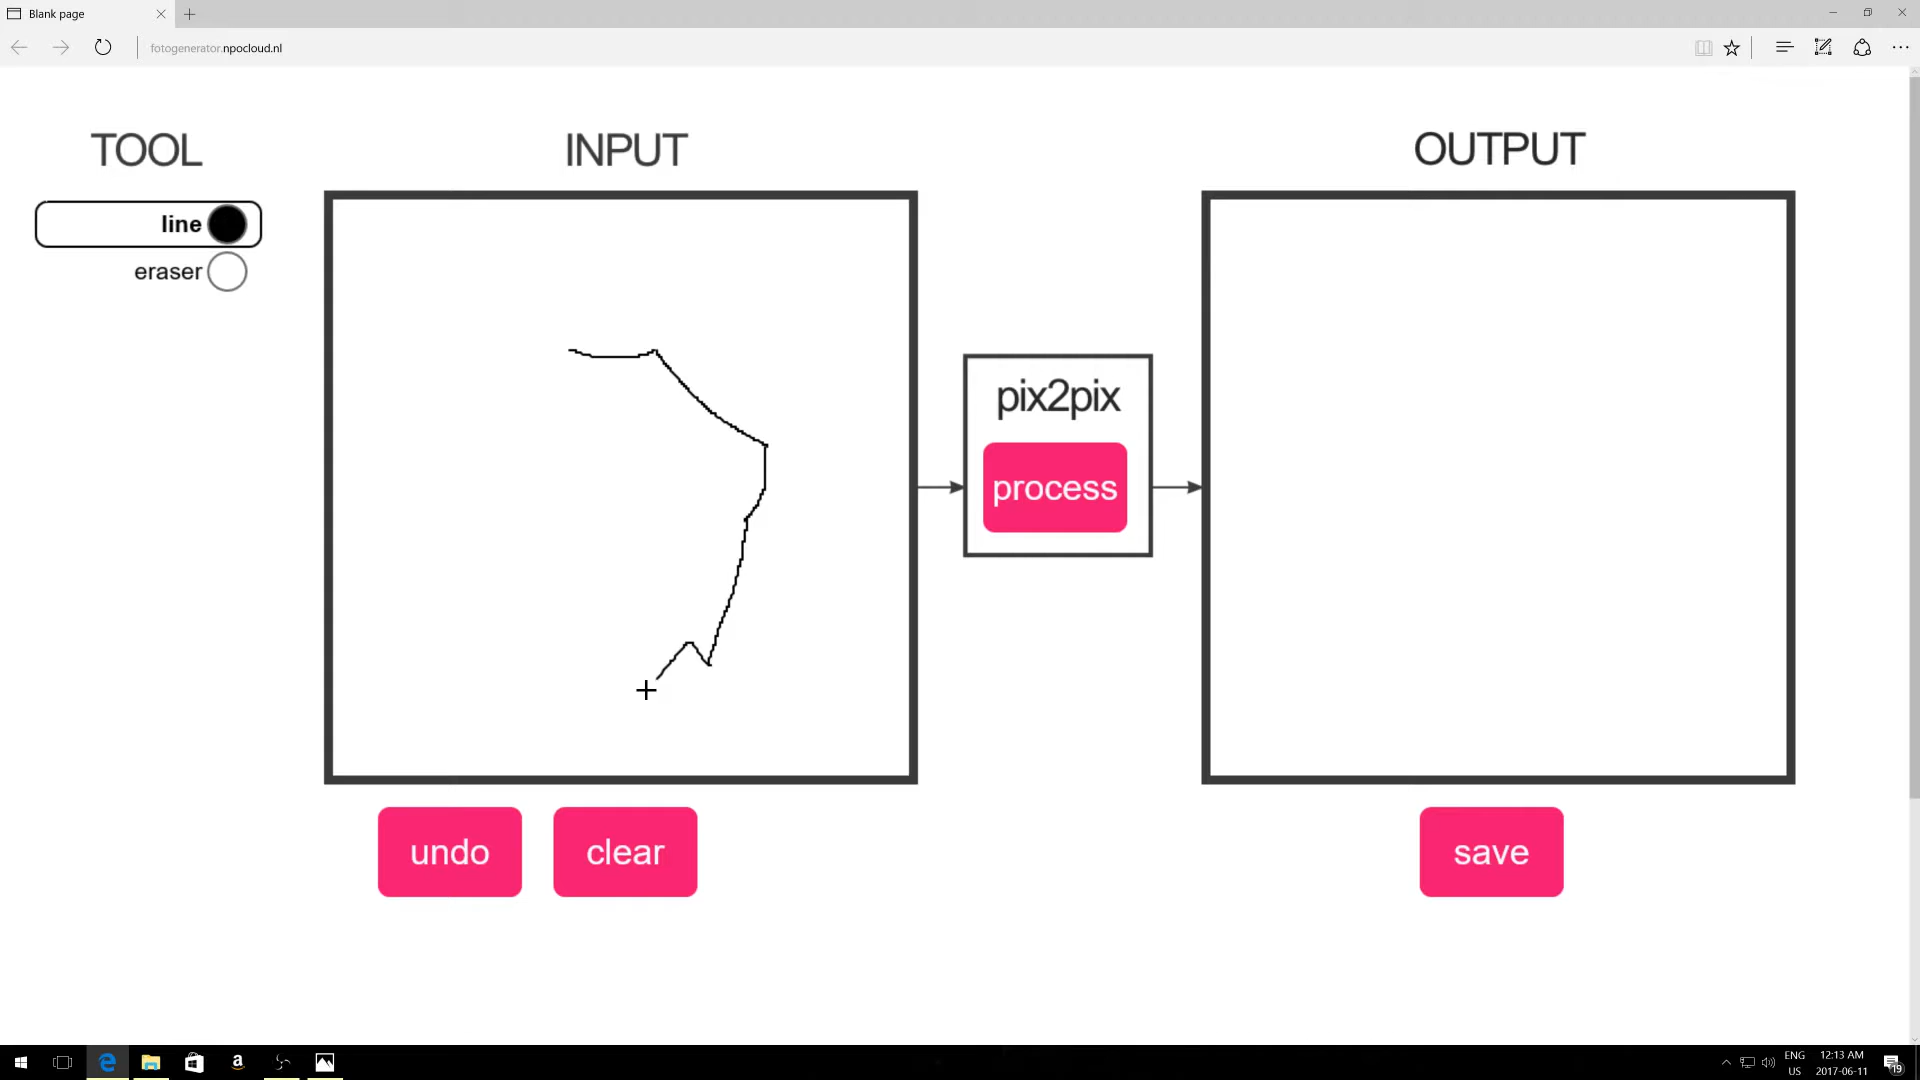 Blank page
fotogenerator.npocloud.nl
TOOL
INPUT
OUTPUT
line
eraser
pix2pix
process
undo
clear
save
a
ENG
US
12:13 AM
2017-06-11
19